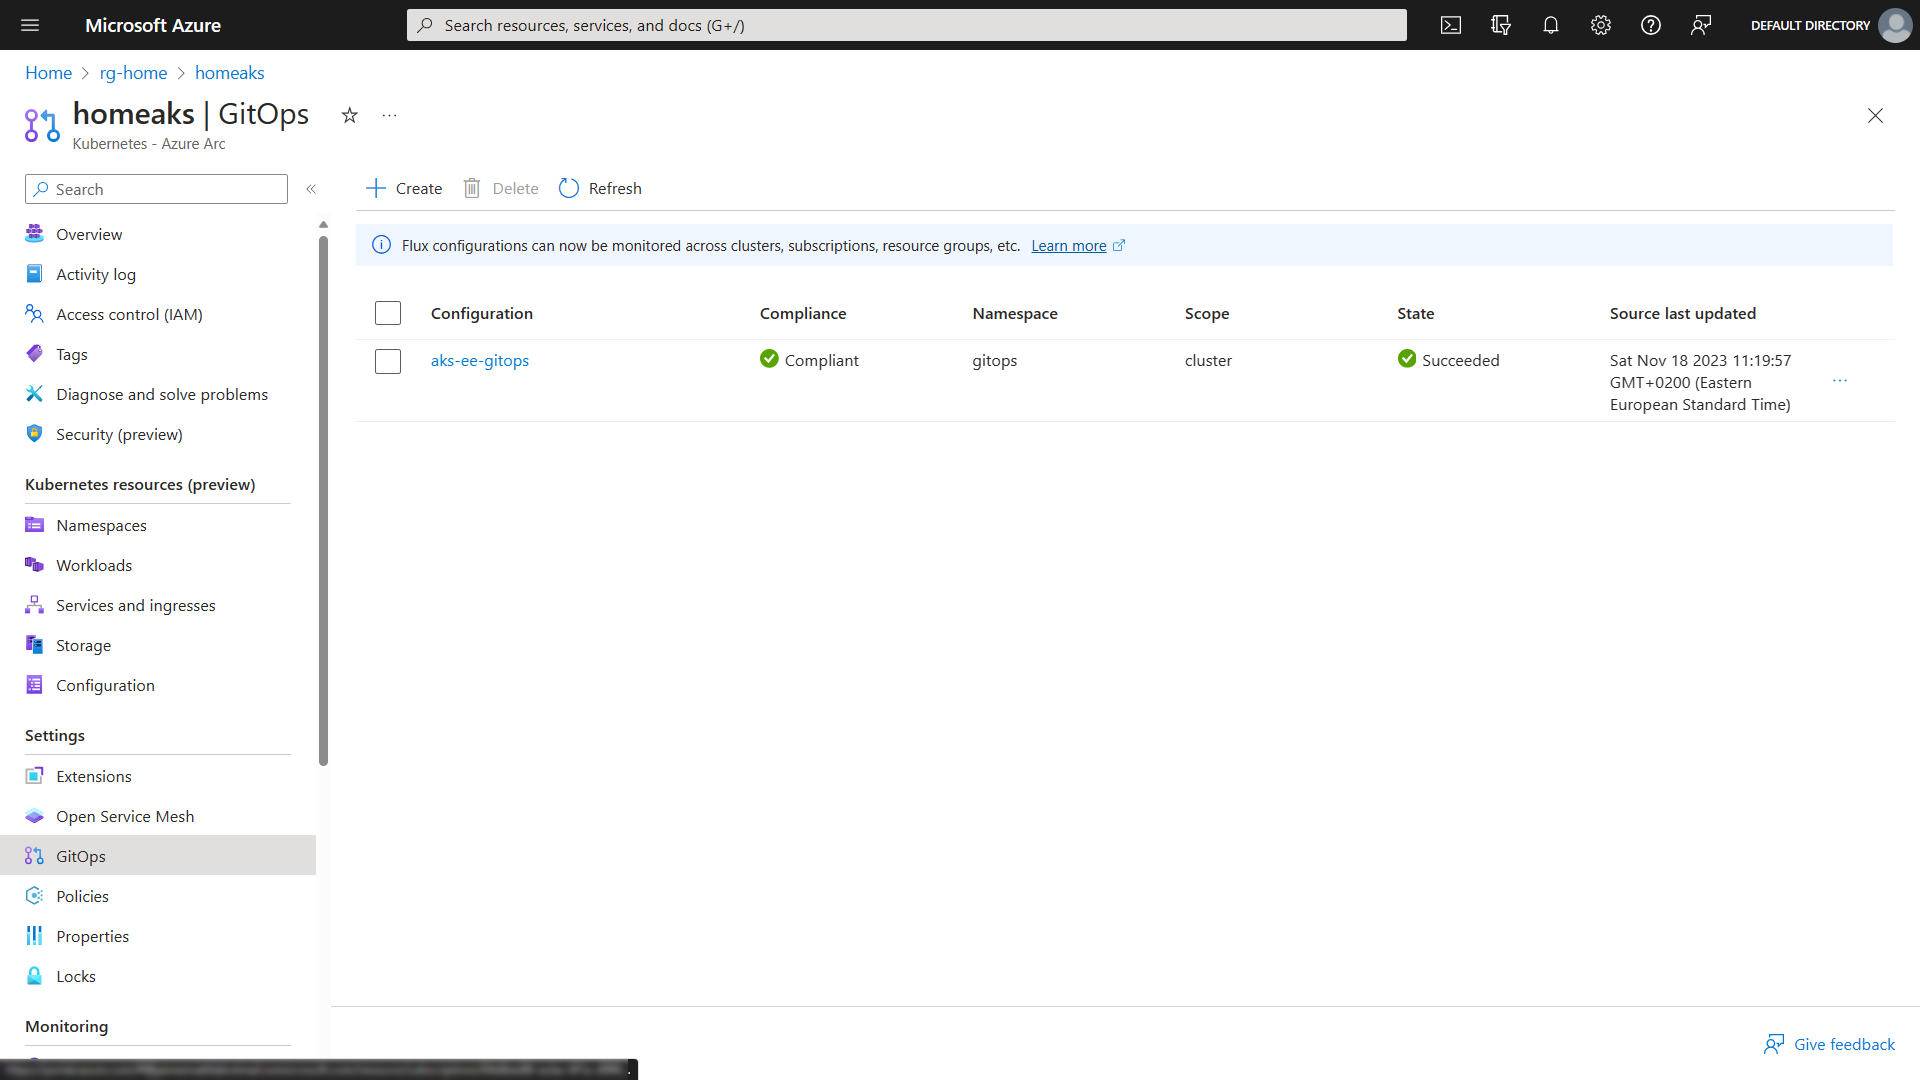 Microsoft Azure
Search resources, services, and docs (G+/)
DEFAULT DIRECTORY
Home > rg-home > homeaks
homeaks | GitOps
Kubernetes - Azure Arc
Search
Overview
Activity log
Access control (IAM)
Tags
Diagnose and solve problems
Security (preview)
Kubernetes resources (preview)
Namespaces
Workloads
Services and ingresses
Storage
Configuration
Settings
Extensions
Open Service Mesh
GitOps
Policies
Properties
Locks
Monitoring
Create Delete Refresh
Flux configurations can now be monitored across clusters, subscriptions, resource groups, etc. Learn more
Configuration Compliance Namespace Scope State Source last updated
aks-ee-gitops Compliant gitops cluster Succeeded Sat Nov 18 2023 11:19:57
GMT+0200 (Eastern
European Standard Time)
Give feedback